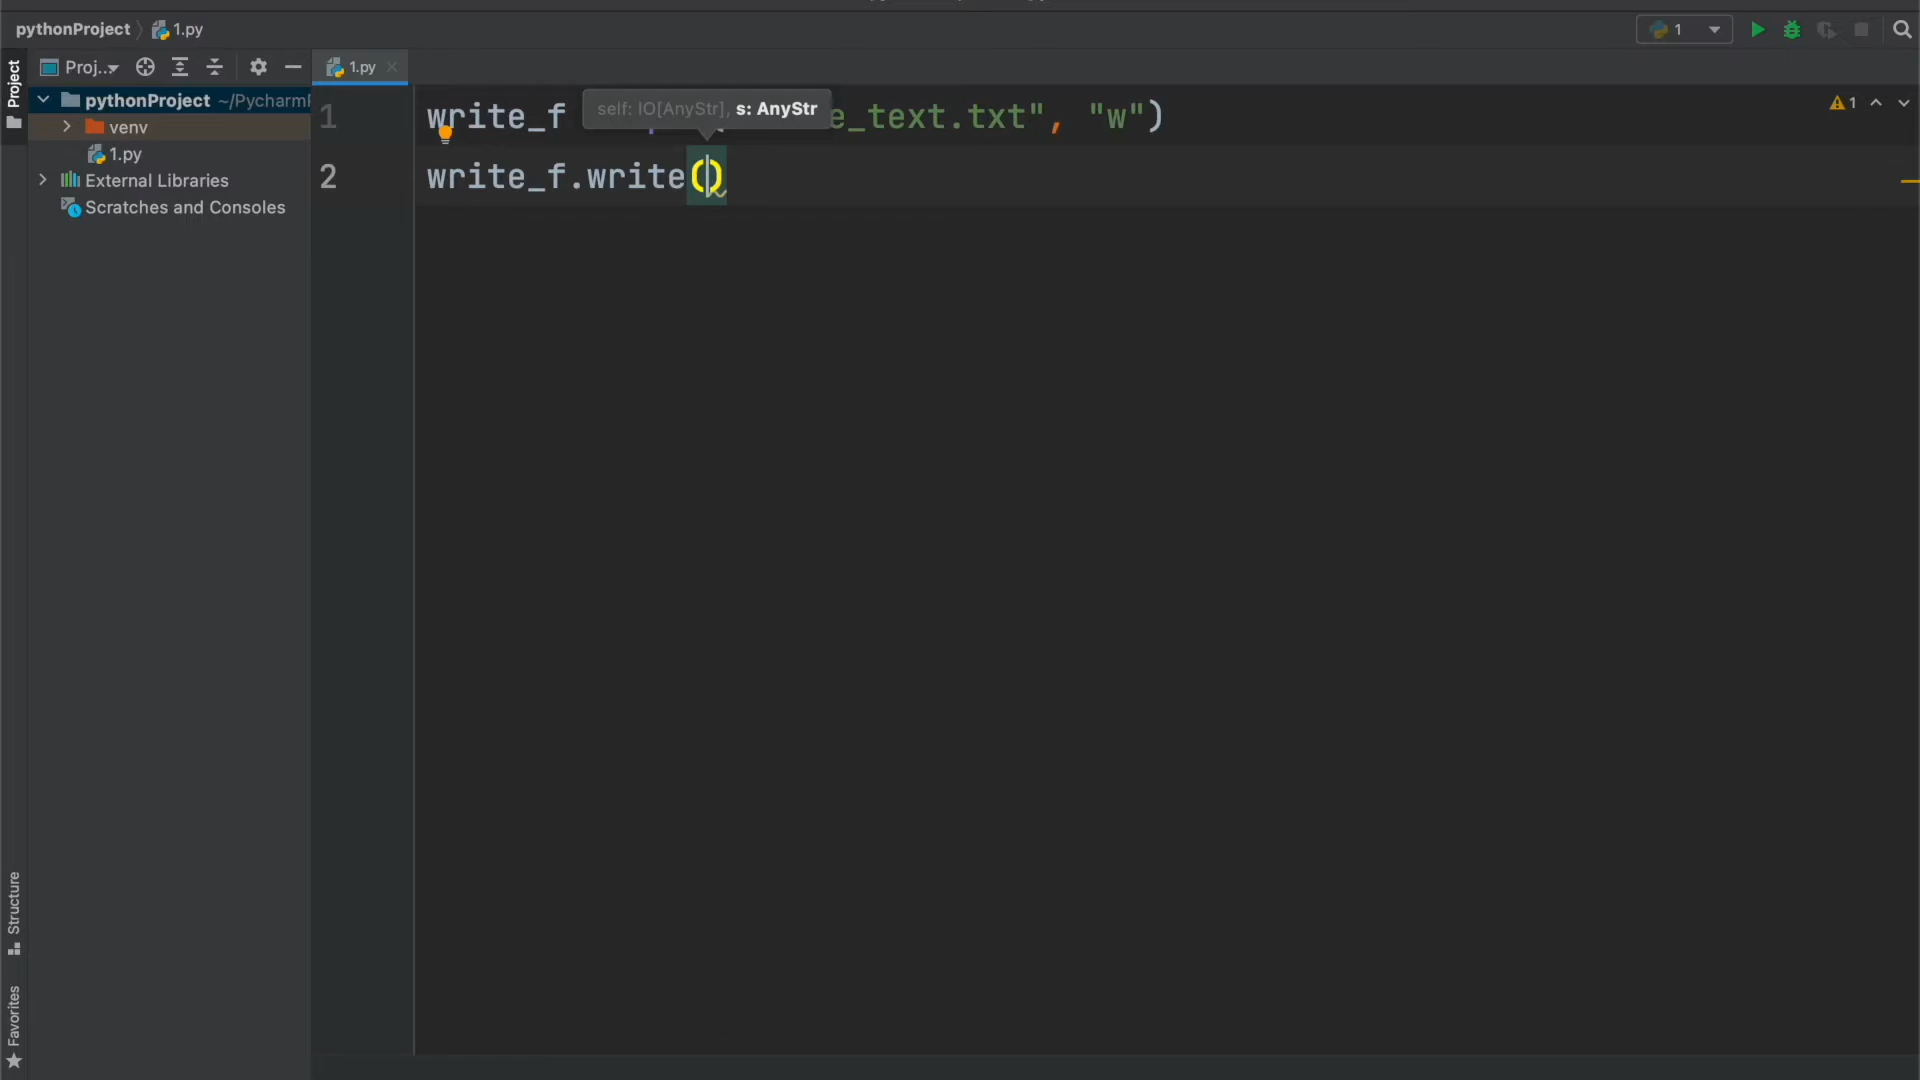 pythonProject 1.py
1
Project
Proj...
1.py
pythonProject ~/Pycharm
venv
1.py
External Libraries
Scratches and Consoles
self: IO[AnyStr], s: AnyStr
1 write_f e_text.txt", "w")
2 write_f.write()
1
Structure
Favorites